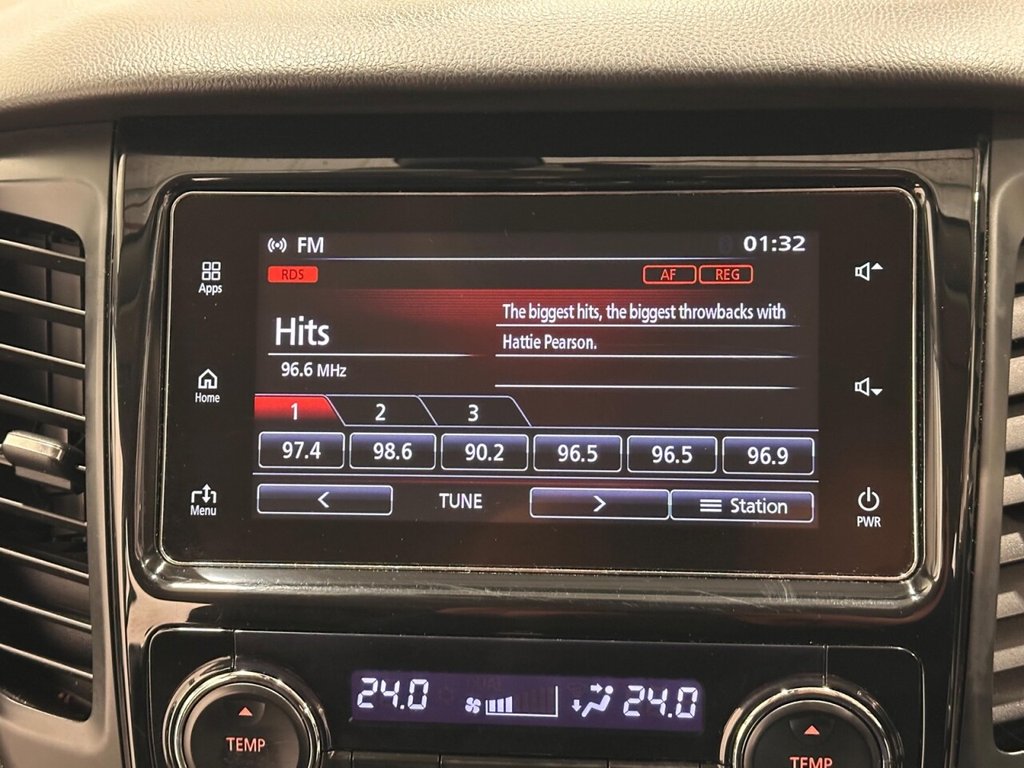 FM
01:32
RDS
AF
REG
Apps
The biggest hits, the biggest throwbacks with
Hattie Pearson.
Hits
96.6 MHz
Home
1
2
3
97.4
98.6
90.2
96.5
96.5
96.9
<
TUNE
>
Station
Menu
PWR
24.0
24.0
TEMP
TEMP